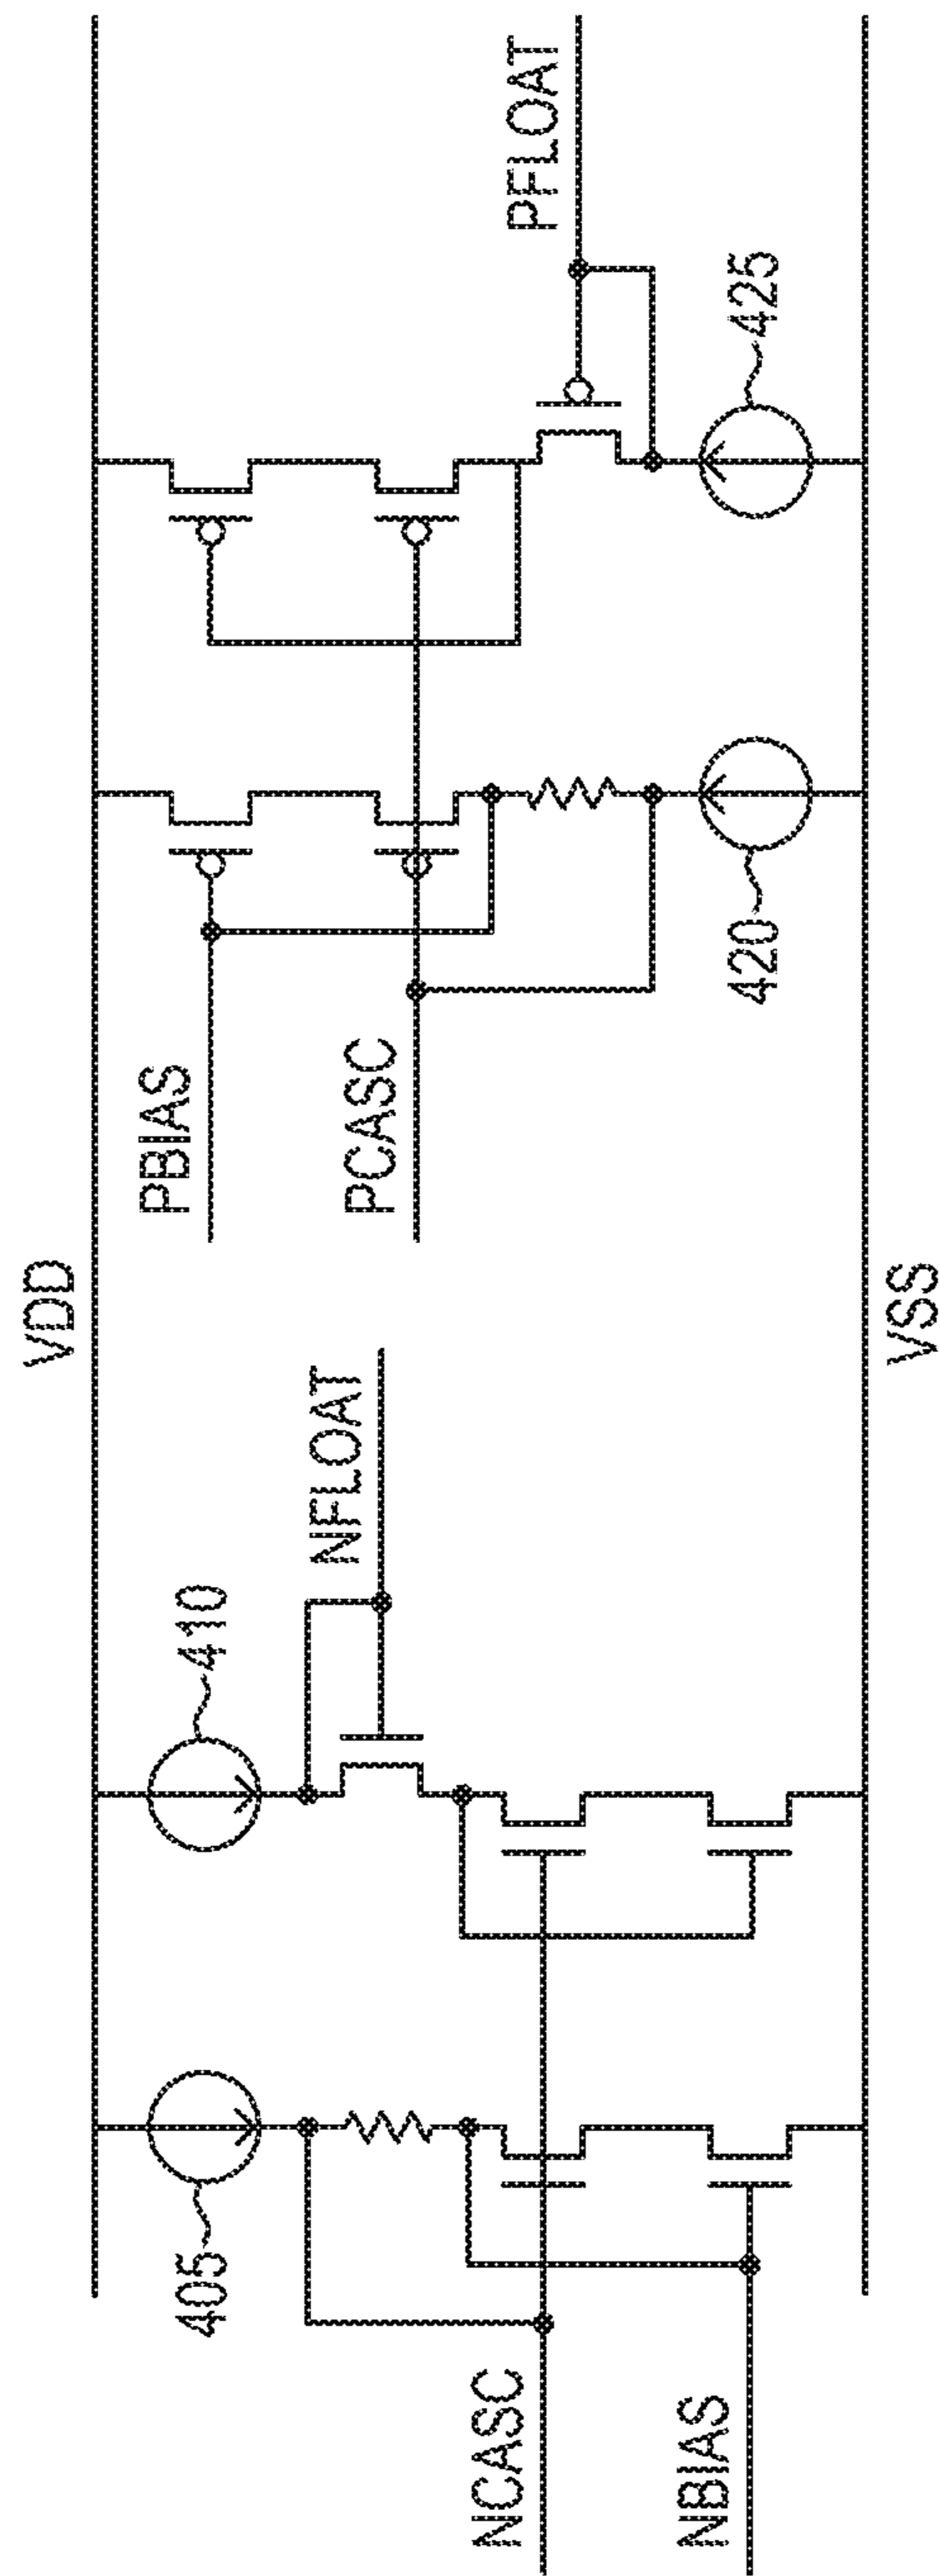 VDD
405
410
NFLOAT
NCASC
NBIAS
PBIAS
PCASC
420
PFLOAT
425
VSS